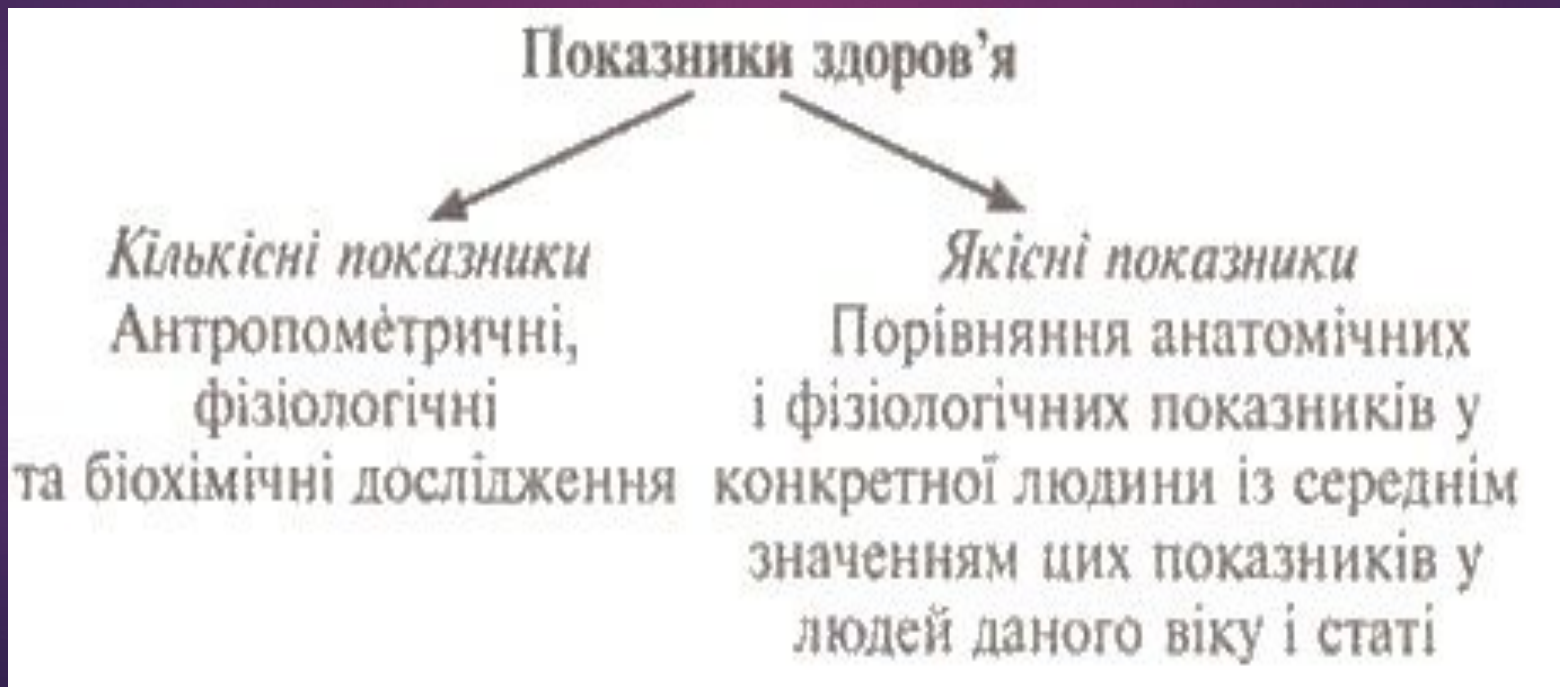 Показники здоров’я
Кількісні показники
Антропометричні,
фізіологічні
та біохімічні дослідження
Якісні показники
Порівняння анатомічних
і фізіологічних показників у
конкретної людини із середнім
значенням цих показників у
людей даного віку і статі